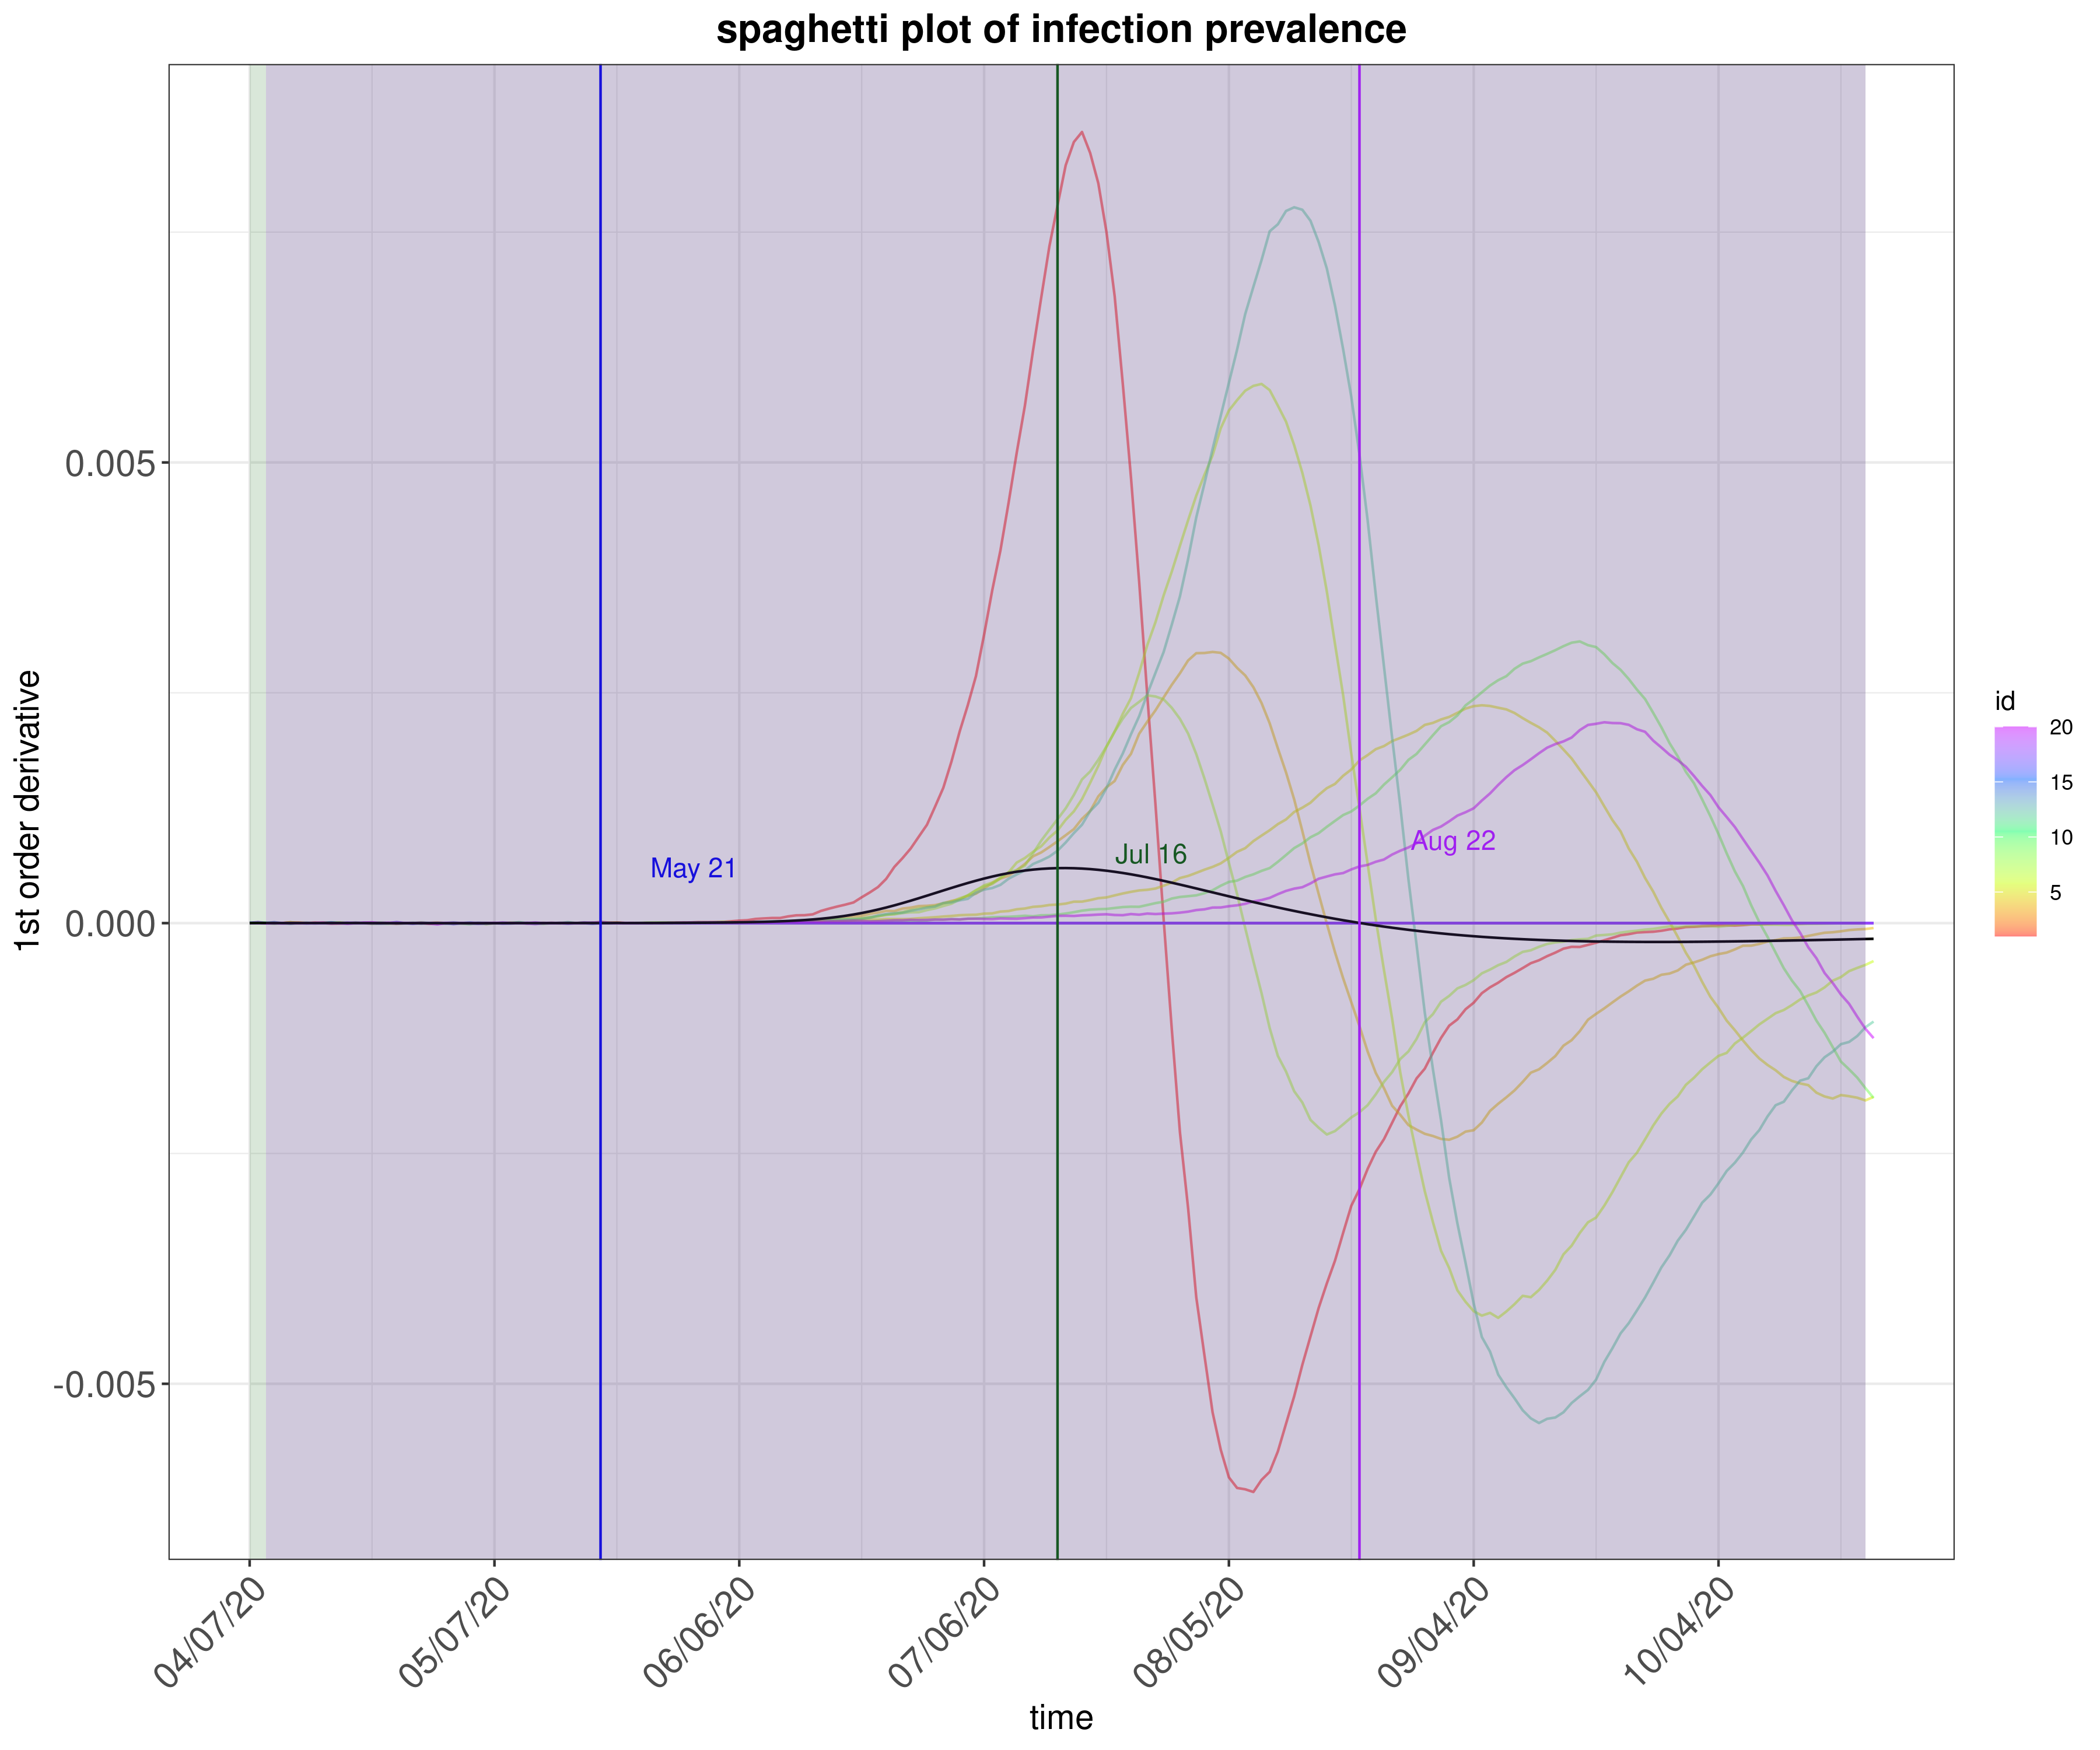 spaghetti plot of infection prevalence
1st order derivative
0.005
0.000
-0.005
May 21
Jul 16
Aug 22
id
20
15
10
5
04/07/20
05/07/20
06/06/20
07/06/20
08/05/20
09/04/20
10/04/20
time